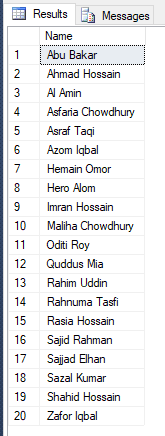 Results Messages
Name
1 Abu Bakar
2 Ahmad Hossain
3 Al Amin
4 Asfaria Chowdhury
5 Asraf Taqi
6 Azom Iqbal
7 Hemain Omor
8 Hero Alom
9 Imran Hossain
10 Maliha Chowdhury
11 Oditi Roy
12 Quddus Mia
13 Rahim Uddin
14 Rahnuma Tasfi
15 Rasia Hossain
16 Sajid Rahman
17 Sajjad Elhan
18 Sazal Kumar
19 Shahid Hossain
20 Zafor Iqbal